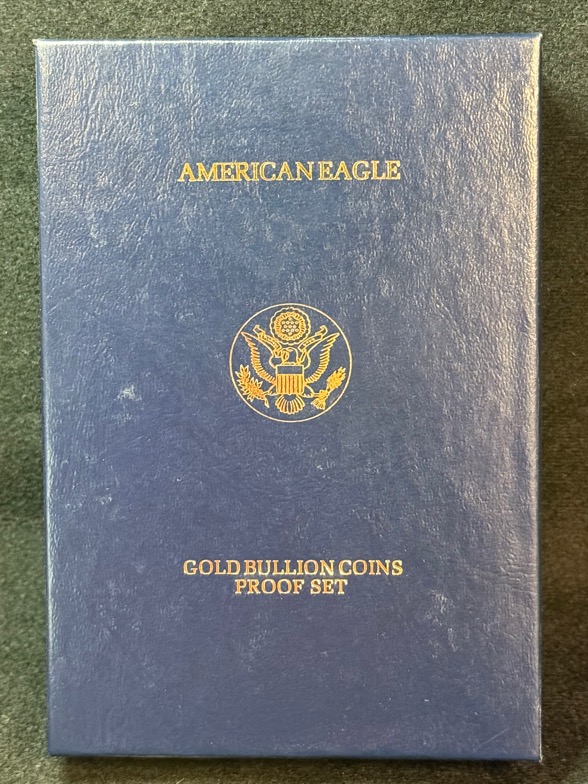 AMERICAN EAGLE
GOLD BULLION COINS
PROOF SET